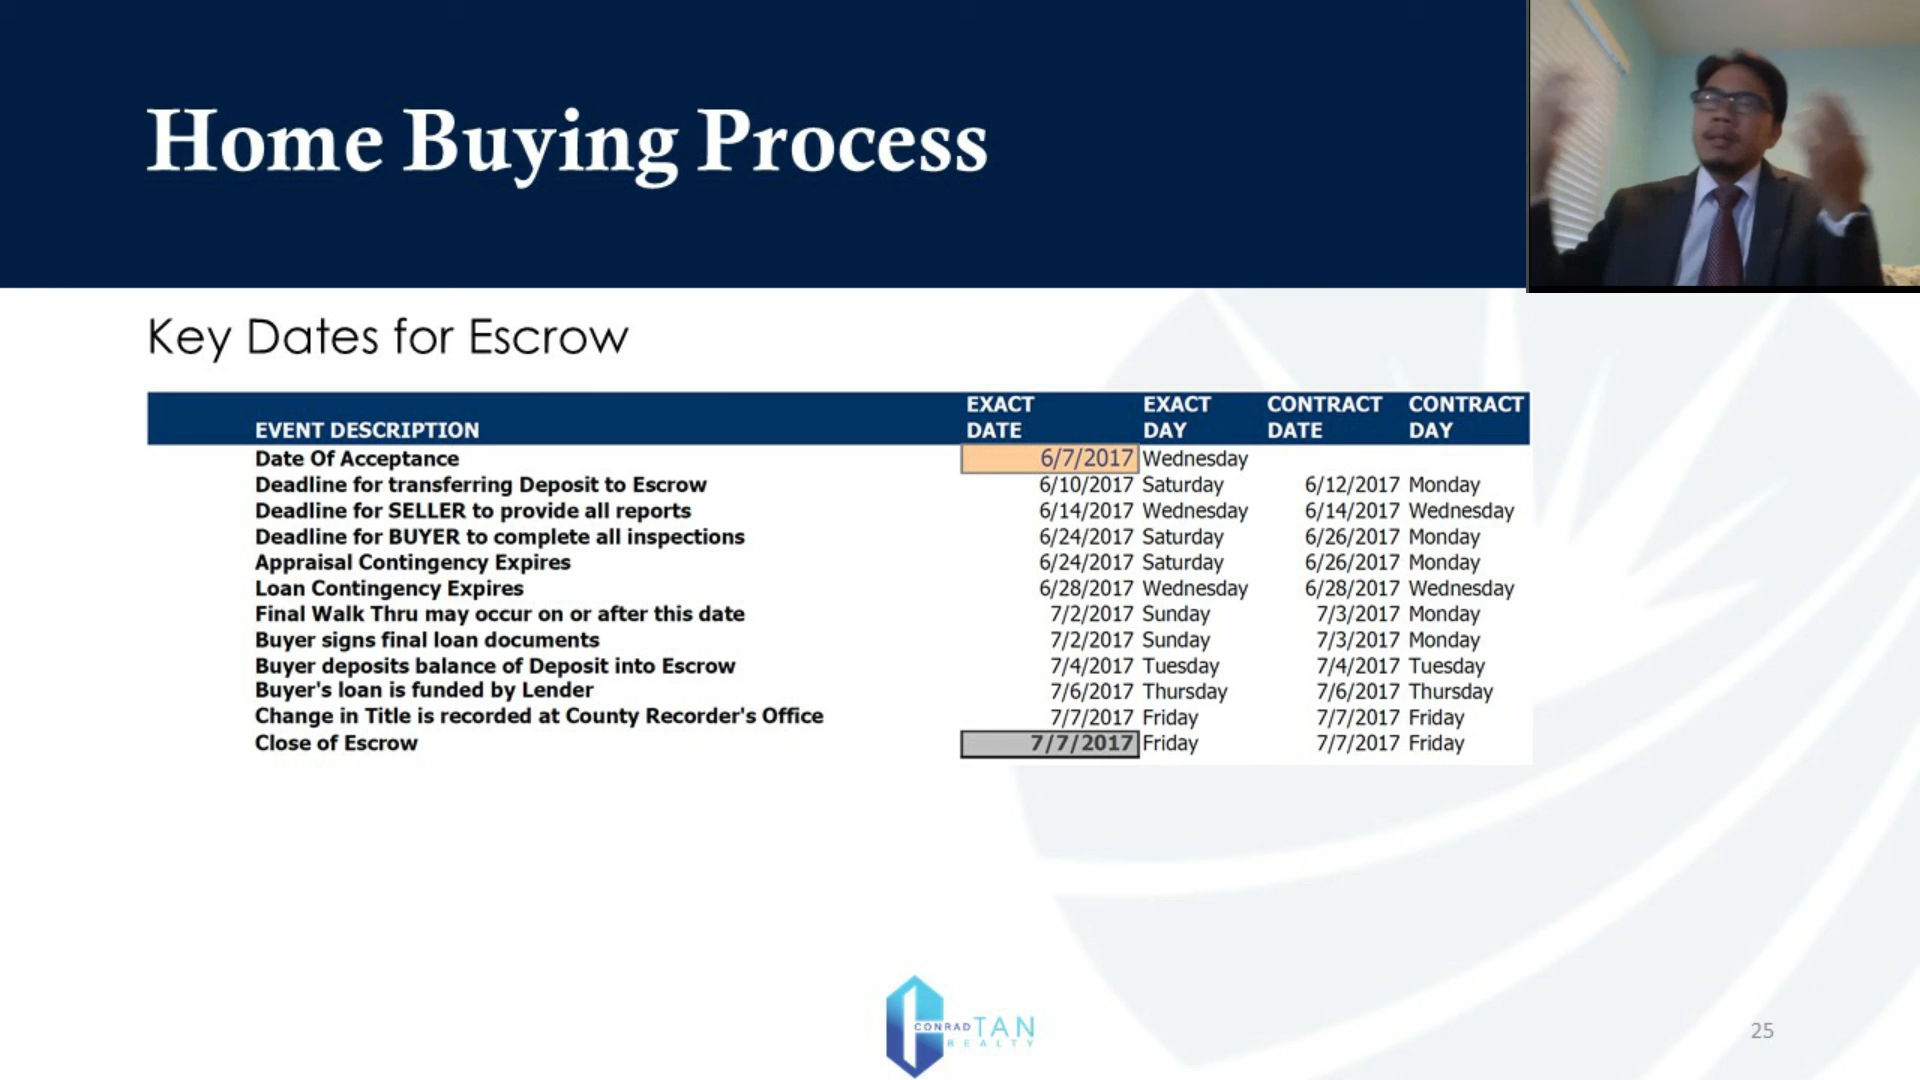 Home Buying Process
Key Dates for Escrow
EVENT DESCRIPTION EXACT DATE EXACT DAY CONTRACT DATE CONTRACT DAY
Date Of Acceptance 6/7/2017 Wednesday
Deadline for transferring Deposit to Escrow 6/10/2017 Saturday 6/12/2017 Monday
Deadline for SELLER to provide all reports 6/14/2017 Wednesday 6/14/2017 Wednesday
Deadline for BUYER to complete all inspections 6/24/2017 Saturday 6/26/2017 Monday
Appraisal Contingency Expires 6/24/2017 Saturday 6/26/2017 Monday
Loan Contingency Expires 6/28/2017 Wednesday 6/28/2017 Wednesday
Final Walk Thru may occur on or after this date 7/2/2017 Sunday 7/3/2017 Monday
Buyer signs final loan documents 7/2/2017 Sunday 7/3/2017 Monday
Buyer deposits balance of Deposit into Escrow 7/4/2017 Tuesday 7/4/2017 Tuesday
Buyer's loan is funded by Lender 7/6/2017 Thursday 7/6/2017 Thursday
Change in Title is recorded at County Recorder's Office 7/7/2017 Friday 7/7/2017 Friday
Close of Escrow 7/7/2017 Friday 7/7/2017 Friday
CONRAD TAN
REALTY
25